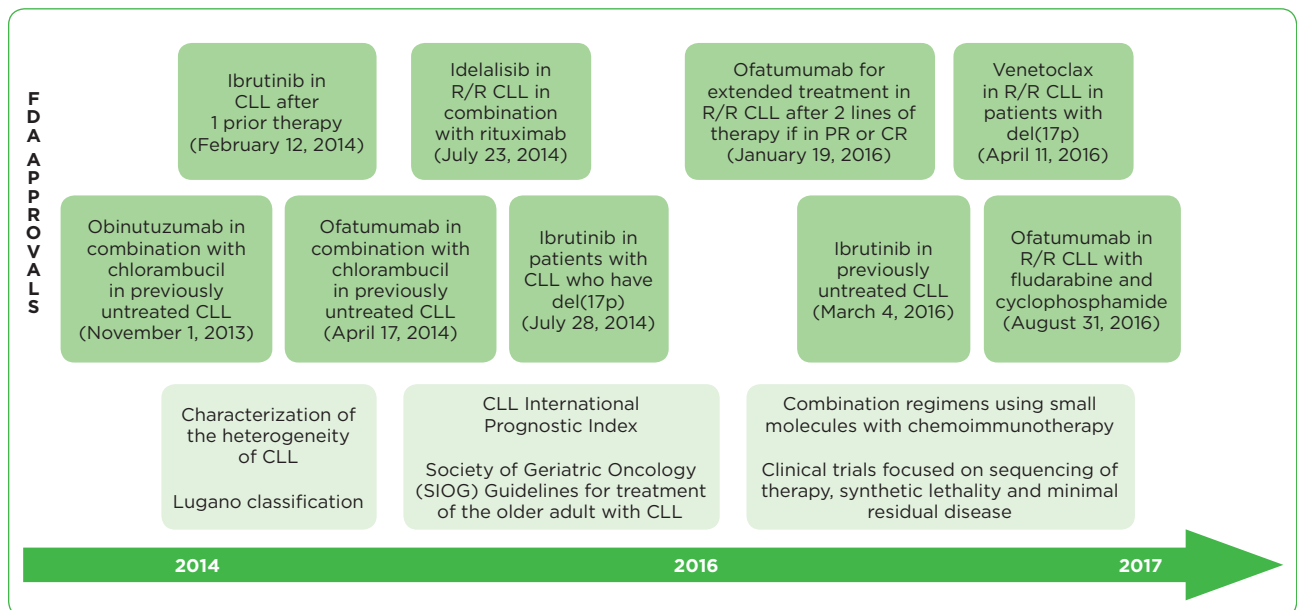 FDA APPROVALS
Ibrutinib in
CLL after
1 prior therapy
(February 12, 2014)
Idelalisib in
R/R CLL in
combination
with rituximab
(July 23, 2014)
Ofatumumab for
extended treatment in
R/R CLL after 2 lines of
therapy if in PR or CR
(January 19, 2016)
Venetoclax
in R/R CLL in
patients with
del(17p)
(April 11, 2016)
Obinutuzumab in
combination with
chlorambucil
in previously
untreated CLL
(November 1, 2013)
Ofatumumab in
combination with
chlorambucil
in previously
untreated CLL
(April 17, 2014)
Ibrutinib in
patients with
CLL who have
del(17p)
(July 28, 2014)
Ibrutinib in
previously
untreated CLL
(March 4, 2016)
Ofatumumab in
R/R CLL with
fludarabine and
cyclophosphamide
(August 31, 2016)
Characterization of
the heterogeneity
of CLL
Lugano classification
CLL International
Prognostic Index
Society of Geriatric Oncology
(SIOG) Guidelines for treatment
of the older adult with CLL
Combination regimens using small
molecules with chemoimmunotherapy
Clinical trials focused on sequencing of
therapy, synthetic lethality and minimal
residual disease
2014
2016
2017